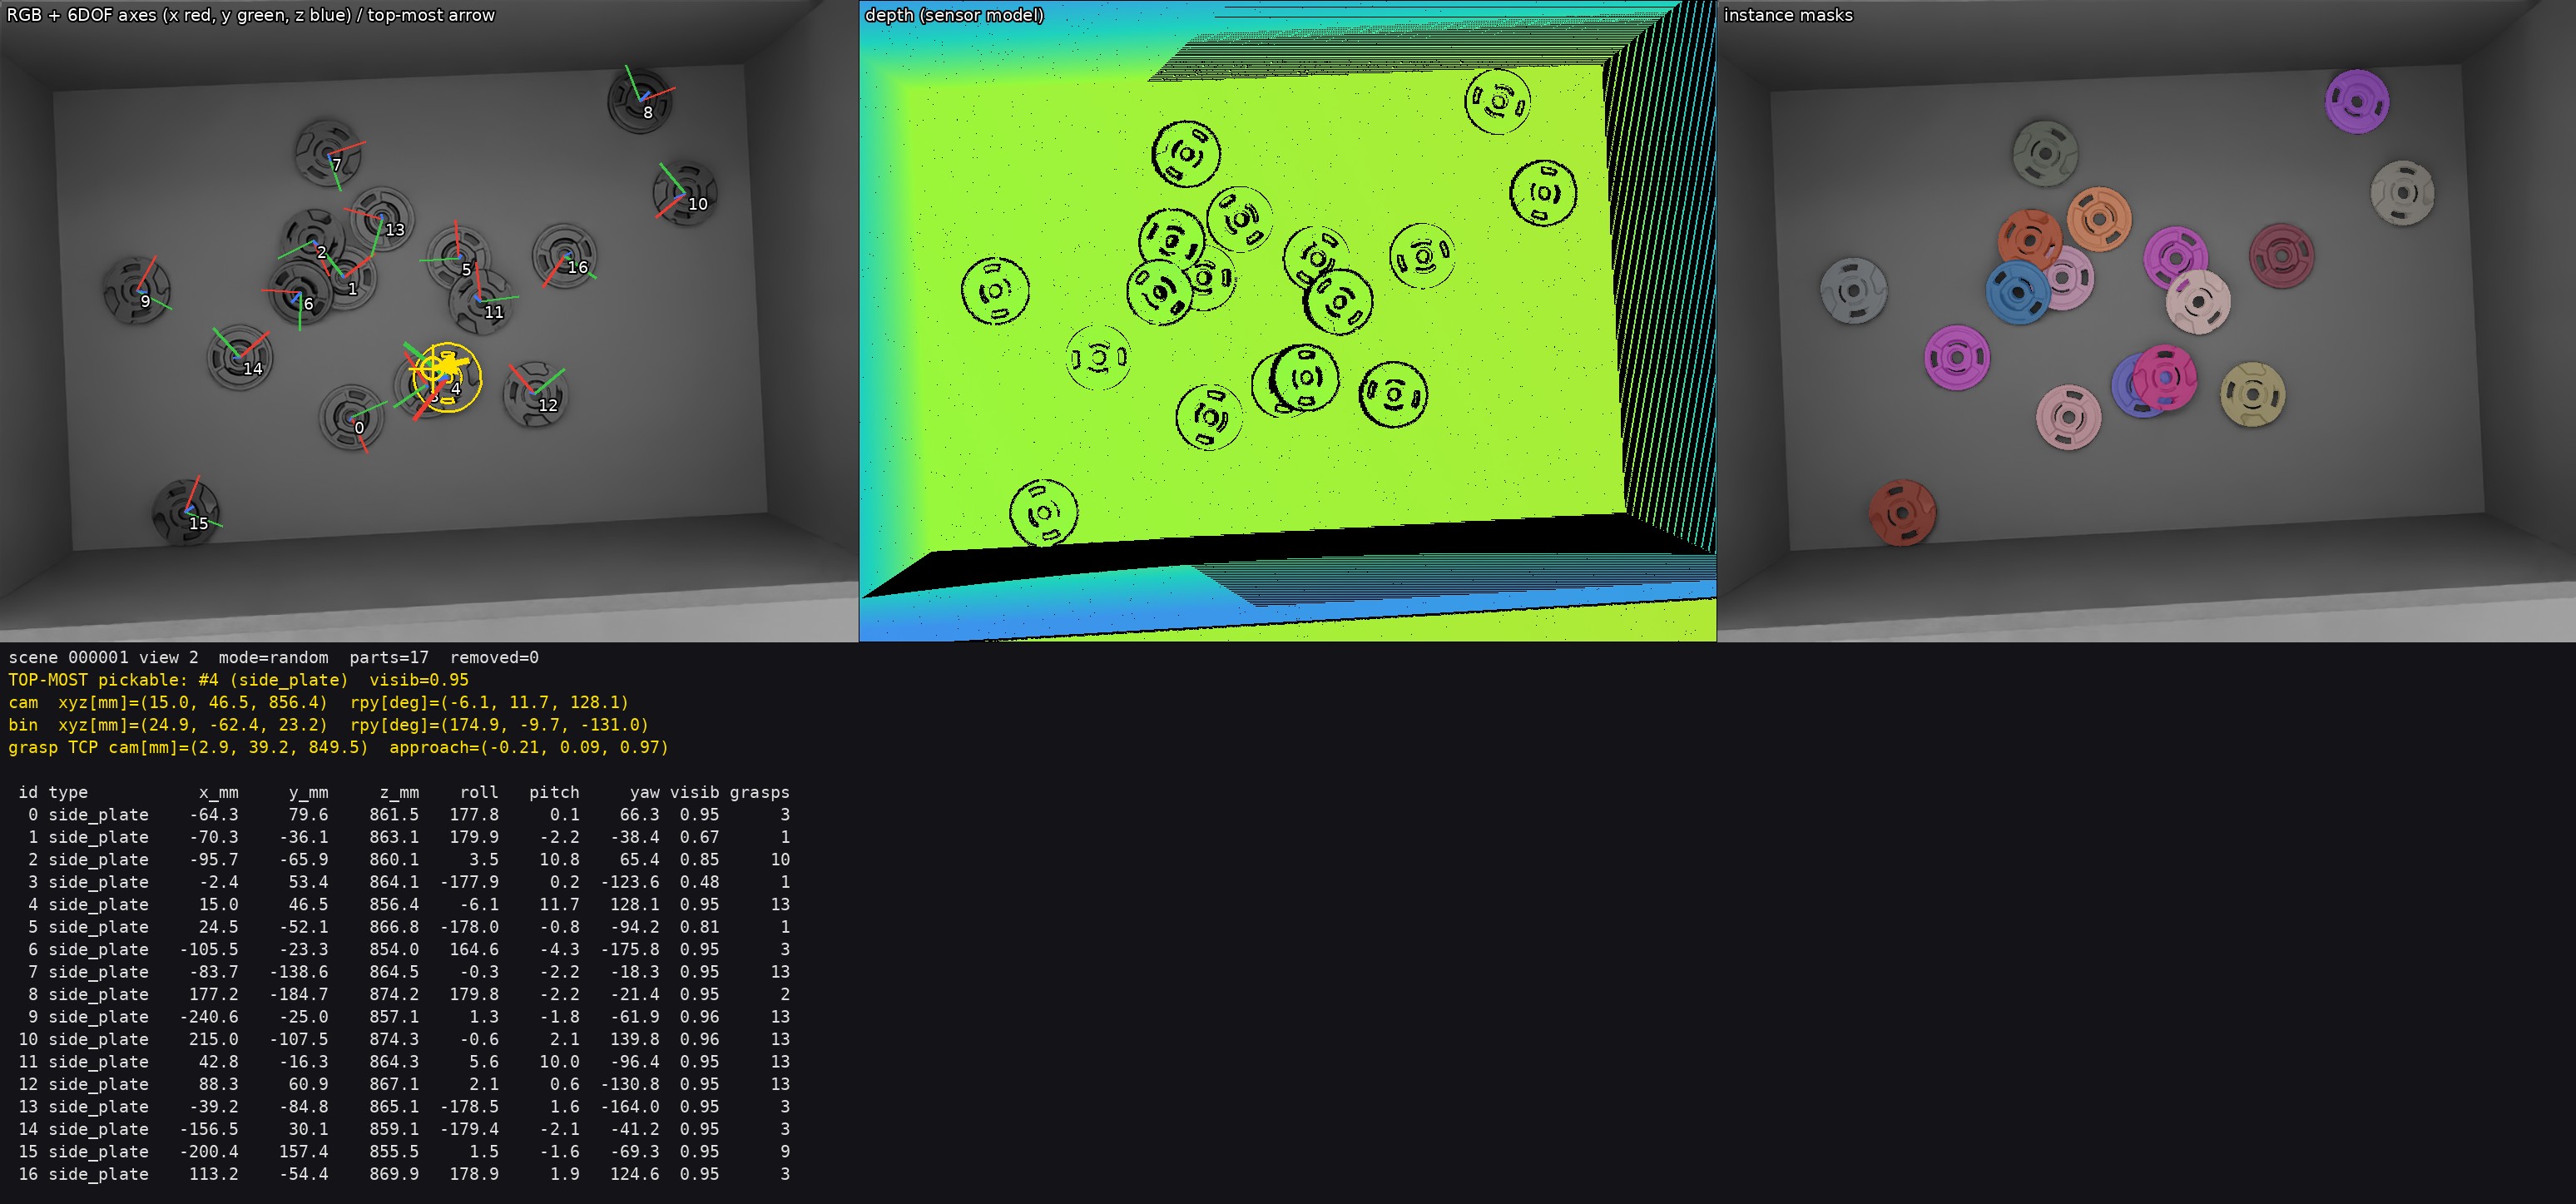 RGB + 6DOF axes (x red, y green, z blue) / top-most arrow
depth (sensor model)
instance masks
8
7
10
13
2
5
16
1
6
9
11
14
4
12
0
15
scene 000001 view 2  mode=random  parts=17  removed=0
TOP-MOST pickable: #4 (side_plate)  visib=0.95
cam  xyz[mm]=(15.0, 46.5, 856.4)  rpy[deg]=(-6.1, 11.7, 128.1)
bin  xyz[mm]=(24.9, -62.4, 23.2)  rpy[deg]=(174.9, -9.7, -131.0)
grasp TCP cam[mm]=(2.9, 39.2, 849.5)  approach=(-0.21, 0.09, 0.97)
id type x_mm y_mm z_mm roll pitch yaw visib grasps
0 side_plate -64.3 79.6 861.5 177.8 0.1 66.3 0.95 3
1 side_plate -70.3 -36.1 863.1 179.9 -2.2 -38.4 0.67 1
2 side_plate -95.7 -65.9 860.1 3.5 10.8 65.4 0.85 10
3 side_plate -2.4 53.4 864.1 -177.9 0.2 -123.6 0.48 1
4 side_plate 15.0 46.5 856.4 -6.1 11.7 128.1 0.95 13
5 side_plate 24.5 -52.1 866.8 -178.0 -0.8 -94.2 0.81 1
6 side_plate -105.5 -23.3 854.0 164.6 -4.3 -175.8 0.95 3
7 side_plate -83.7 -138.6 864.5 -0.3 -2.2 -18.3 0.95 13
8 side_plate 177.2 -184.7 874.2 179.8 -2.2 -21.4 0.95 2
9 side_plate -240.6 -25.0 857.1 1.3 -1.8 -61.9 0.96 13
10 side_plate 215.0 -107.5 874.3 -0.6 2.1 139.8 0.96 13
11 side_plate 42.8 -16.3 864.3 5.6 10.0 -96.4 0.95 13
12 side_plate 88.3 60.9 867.1 2.1 0.6 -130.8 0.95 13
13 side_plate -39.2 -84.8 865.1 -178.5 1.6 -164.0 0.95 3
14 side_plate -156.5 30.1 859.1 -179.4 -2.1 -41.2 0.95 3
15 side_plate -200.4 157.4 855.5 1.5 -1.6 -69.3 0.95 9
16 side_plate 113.2 -54.4 869.9 178.9 1.9 124.6 0.95 3